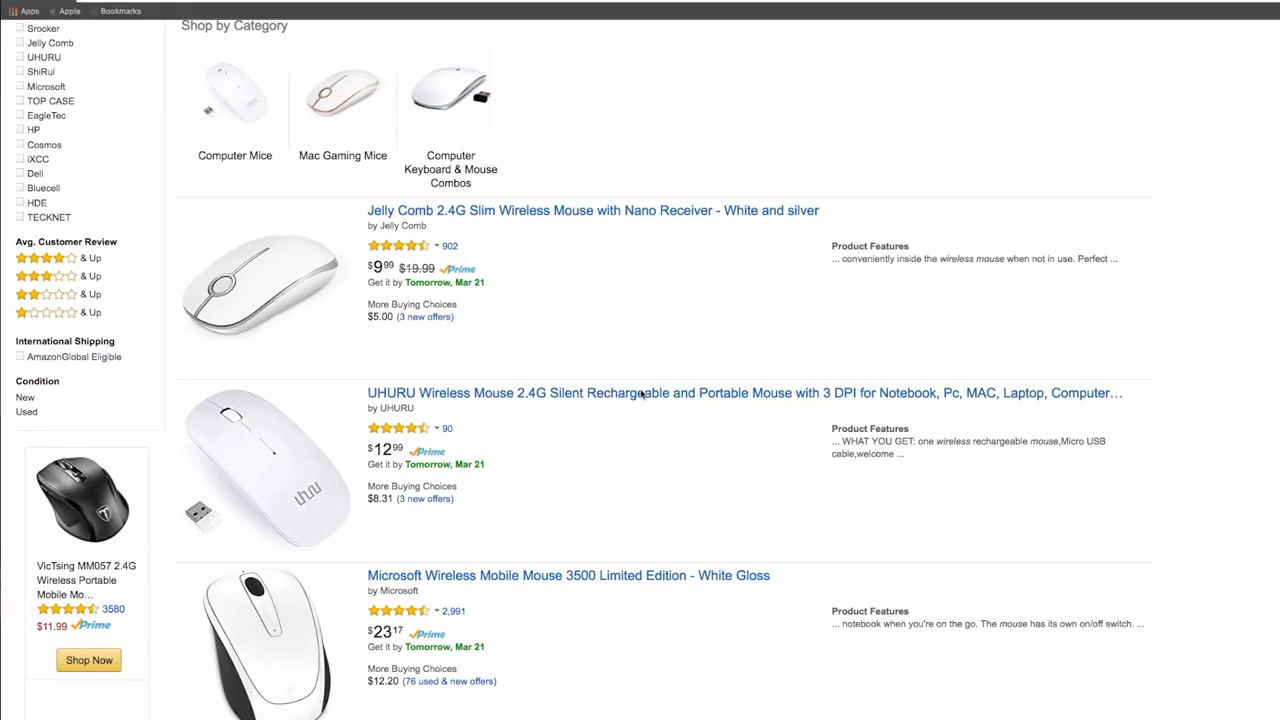 Apps Apple Bookmarks
Srocker
Jelly Comb
UHURU
ShiRui
Microsoft
TOP CASE
EagleTec
HP
Cosmos
iXCC
Dell
Bluecell
HDE
TECKNET
Avg. Customer Review
& Up
& Up
& Up
& Up
International Shipping
AmazonGlobal Eligible
Condition
New
Used
VicTsing MM057 2.4G
Wireless Portable
Mobile Mo...
3580
$11.99 Prime
Shop Now
Shop by Category
Computer Mice
Mac Gaming Mice
Computer
Keyboard & Mouse
Combos
Jelly Comb 2.4G Slim Wireless Mouse with Nano Receiver - White and silver
by Jelly Comb
902
$9 99 $19.99 Prime
Get it by Tomorrow, Mar 21
More Buying Choices
$5.00 (3 new offers)
Product Features
... conveniently inside the wireless mouse when not in use. Perfect ...
UHURU Wireless Mouse 2.4G Silent Rechargeable and Portable Mouse with 3 DPI for Notebook, Pc, MAC, Laptop, Computer…
by UHURU
90
$12 99 Prime
Get it by Tomorrow, Mar 21
More Buying Choices
$8.31 (3 new offers)
Product Features
... WHAT YOU GET: one wireless rechargeable mouse,Micro USB
cable,welcome ...
uhuru
Microsoft Wireless Mobile Mouse 3500 Limited Edition - White Gloss
by Microsoft
2,991
$23 17 Prime
Get it by Tomorrow, Mar 21
More Buying Choices
$12.20 (76 used & new offers)
Product Features
... notebook when you're on the go. The mouse has its own on/off switch. ...